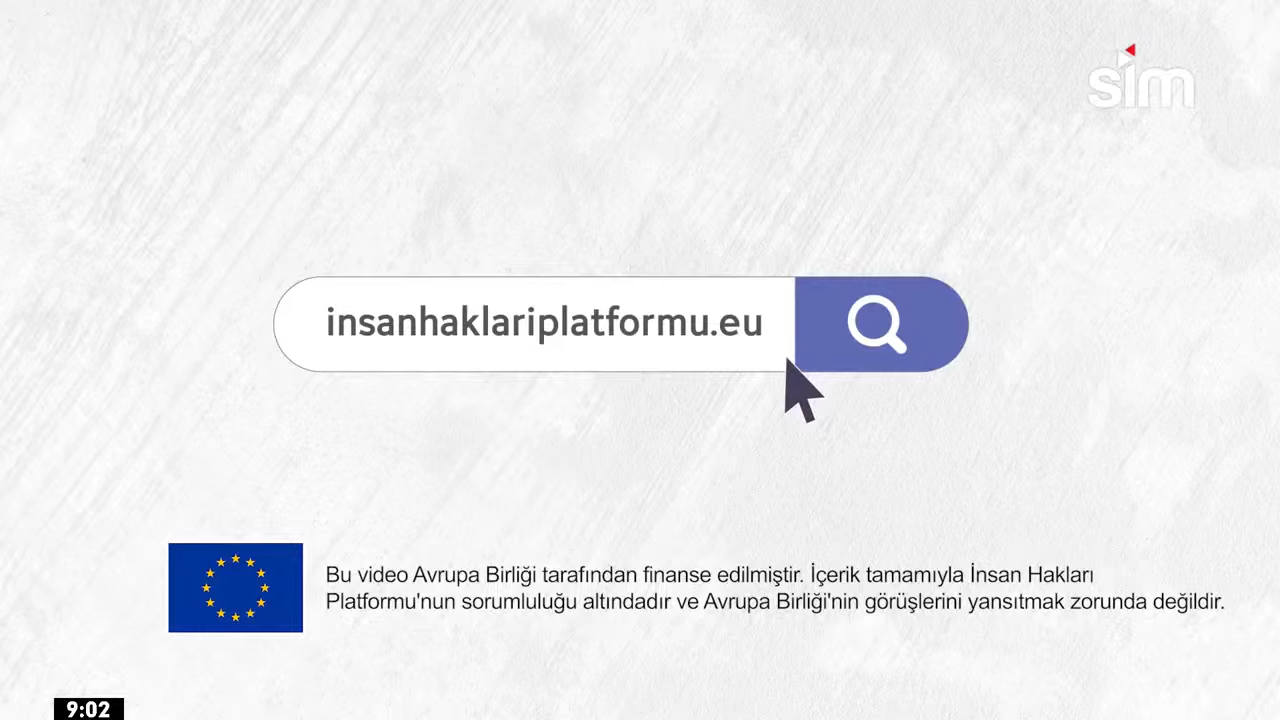 sim
insanhaklariplatformu.eu
Bu video Avrupa Birliği tarafından finanse edilmiştir. İçerik tamamıyla İnsan Hakları
Platformu'nun sorumluluğu altındadır ve Avrupa Birliği'nin görüşlerini yansıtmak zorunda değildir.
9:02